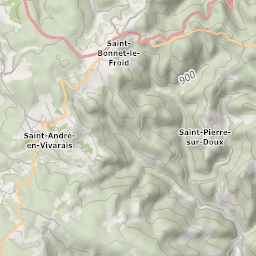 Saint-
Bonnet-le-
Froid
900
Saint-André-
en-Vivarais
Saint-Pierre-
sur-Doux